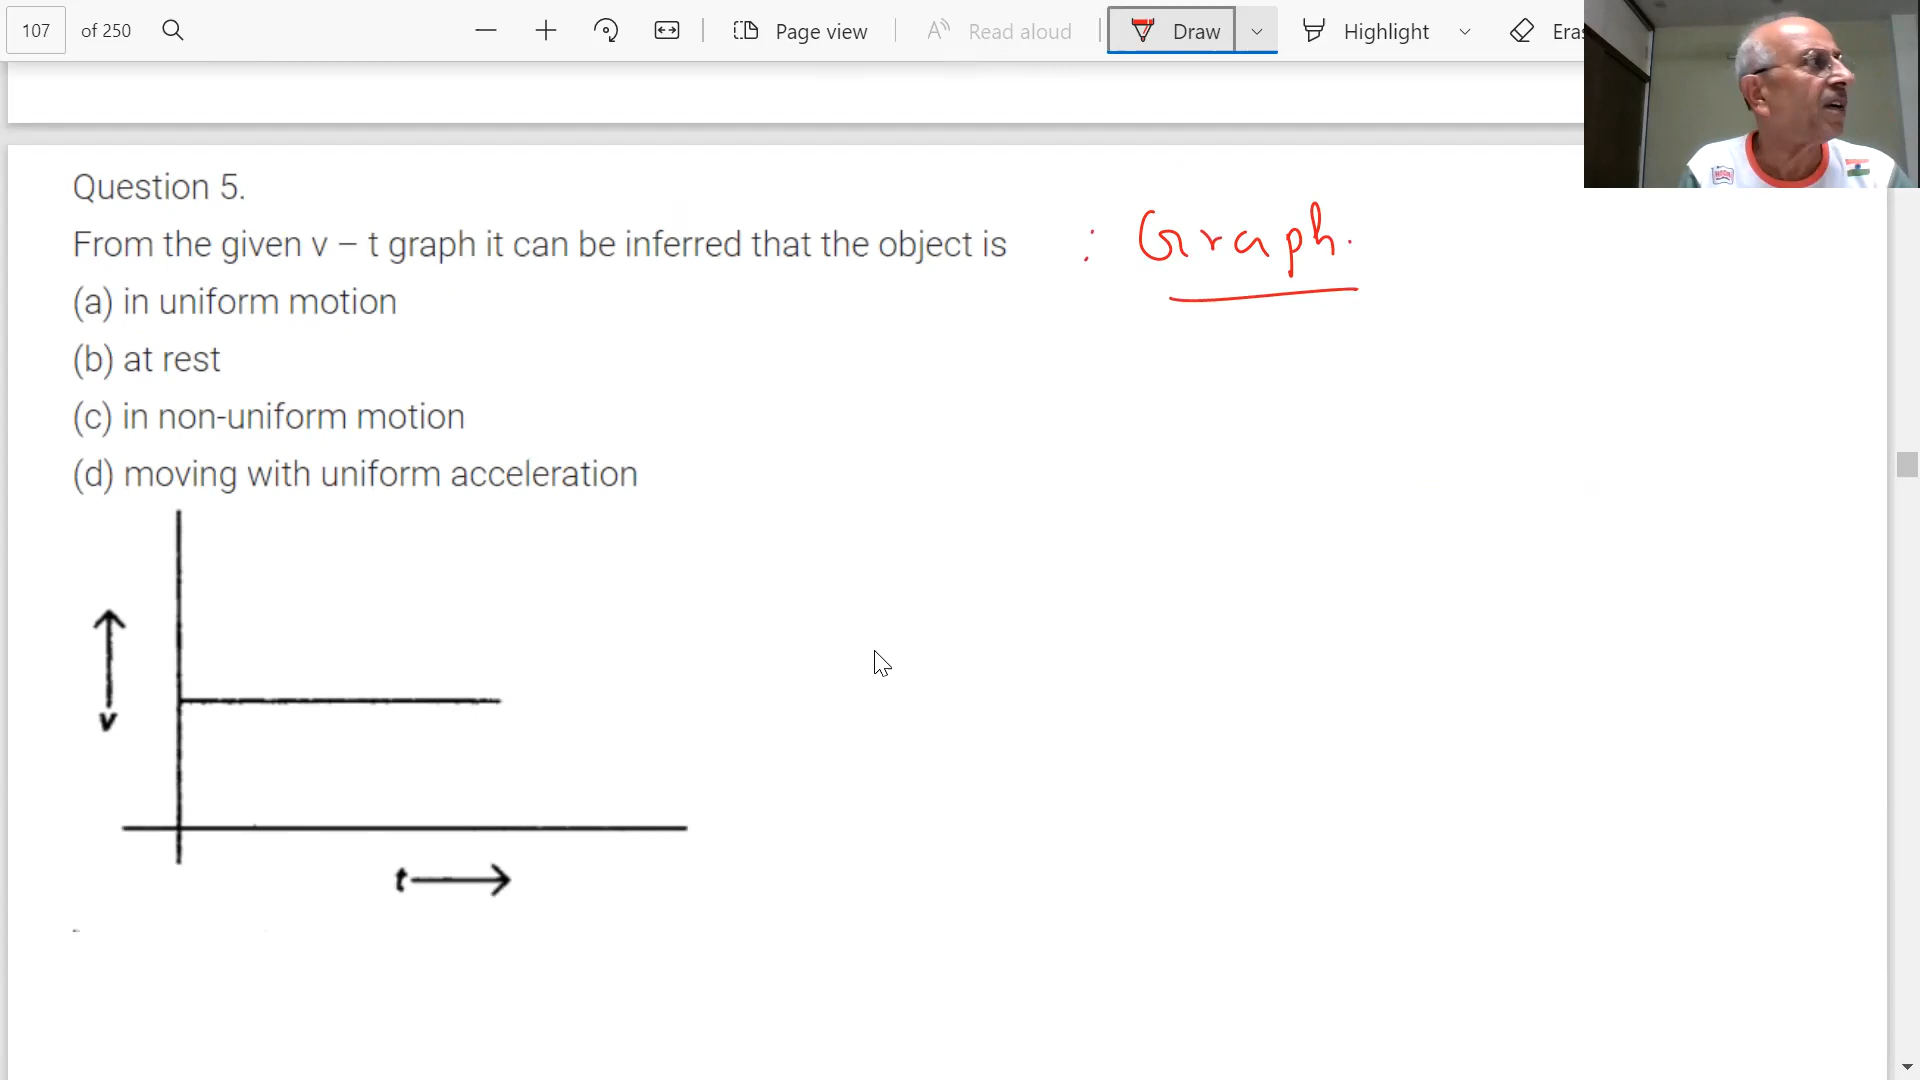 107 of 250 Page view Read aloud Draw Highlight Eras
Question 5.
From the given v – t graph it can be inferred that the object is : Graph.
(a) in uniform motion
(b) at rest
(c) in non-uniform motion
(d) moving with uniform acceleration
v
t